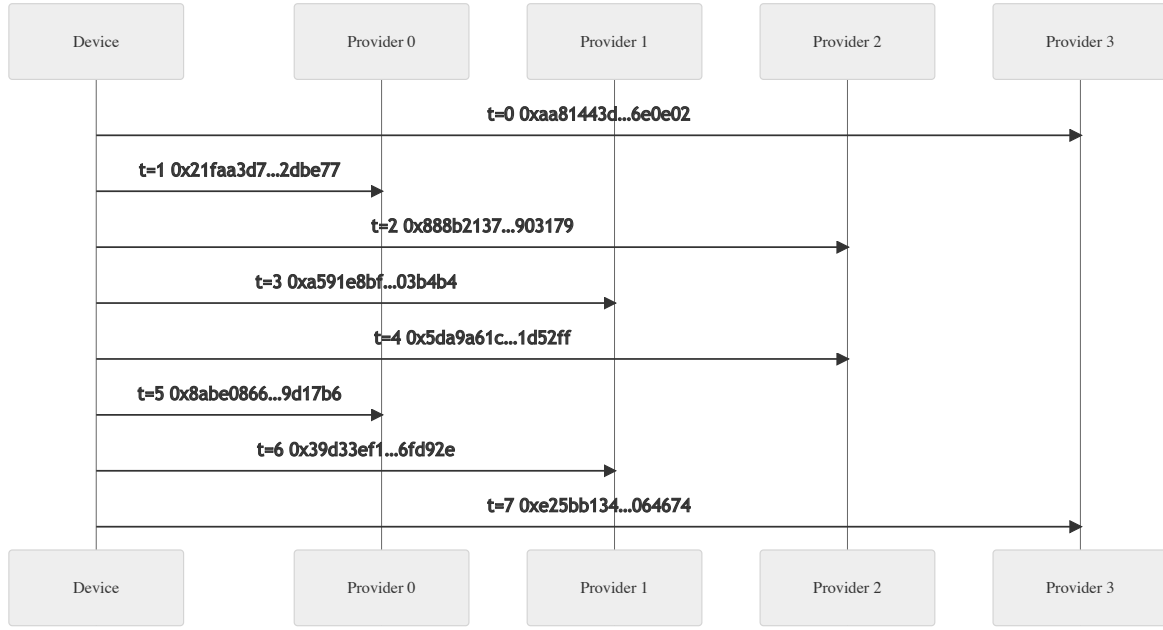 Device Provider 0 Provider 1 Provider 2 Provider 3
t=0 0xaa81443d...6e0e02
t=1 0x21faa3d7...2dbe77
t=2 0x888b2137...903179
t=3 0xa591e8bf...03b4b4
t=4 0x5da9a61c...1d52ff
t=5 0x8abe0866...9d17b6
t=6 0x39d33ef1...6fd92e
t=7 0xe25bb134...064674
Device Provider 0 Provider 1 Provider 2 Provider 3